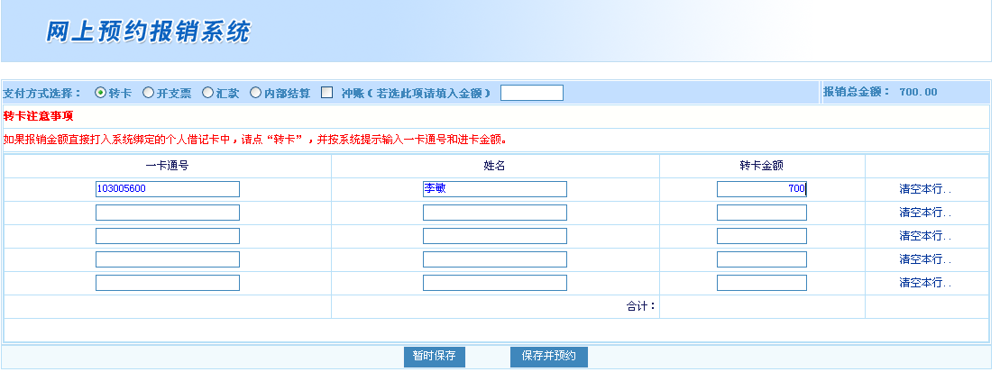 网上预约报销系统
支付方式选择： 转卡 开支票 汇款 内部结算 冲账（若选此项请填入金额） 报销总金额： 700.00
转卡注意事项
如果报销金额直接打入系统绑定的个人借记卡中，请点“转卡”，并按系统提示输入一卡通号和进卡金额。
一卡通号 姓名 转卡金额
103005600 李敏 700 清空本行..
清空本行..
清空本行..
清空本行..
清空本行..
合计：
暂时保存 保存并预约